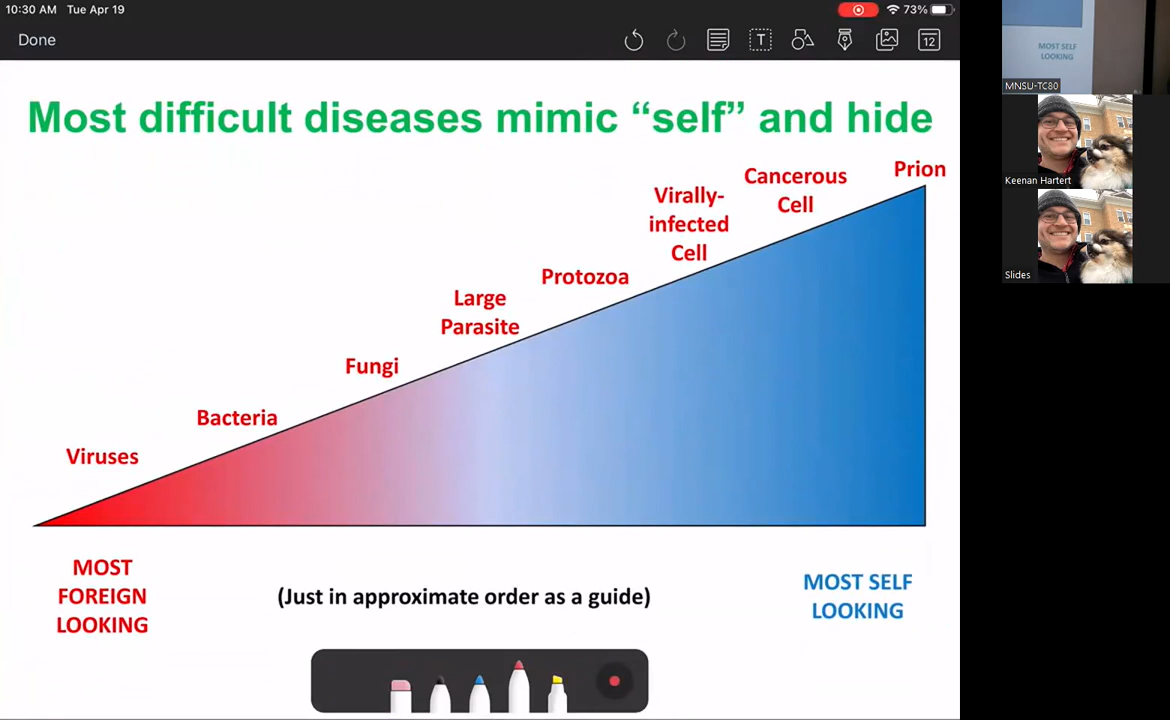 10:30 AM Tue Apr 19
73%
Done
T
12
Most difficult diseases mimic “self” and hide
Prion
Cancerous
Cell
Virally-
infected
Cell
Protozoa
Large
Parasite
Fungi
Bacteria
Viruses
MOST
FOREIGN
LOOKING
(Just in approximate order as a guide)
MOST SELF
LOOKING
MOST SELF
LOOKING
MNSU-TC80
Keenan Hartert
Slides